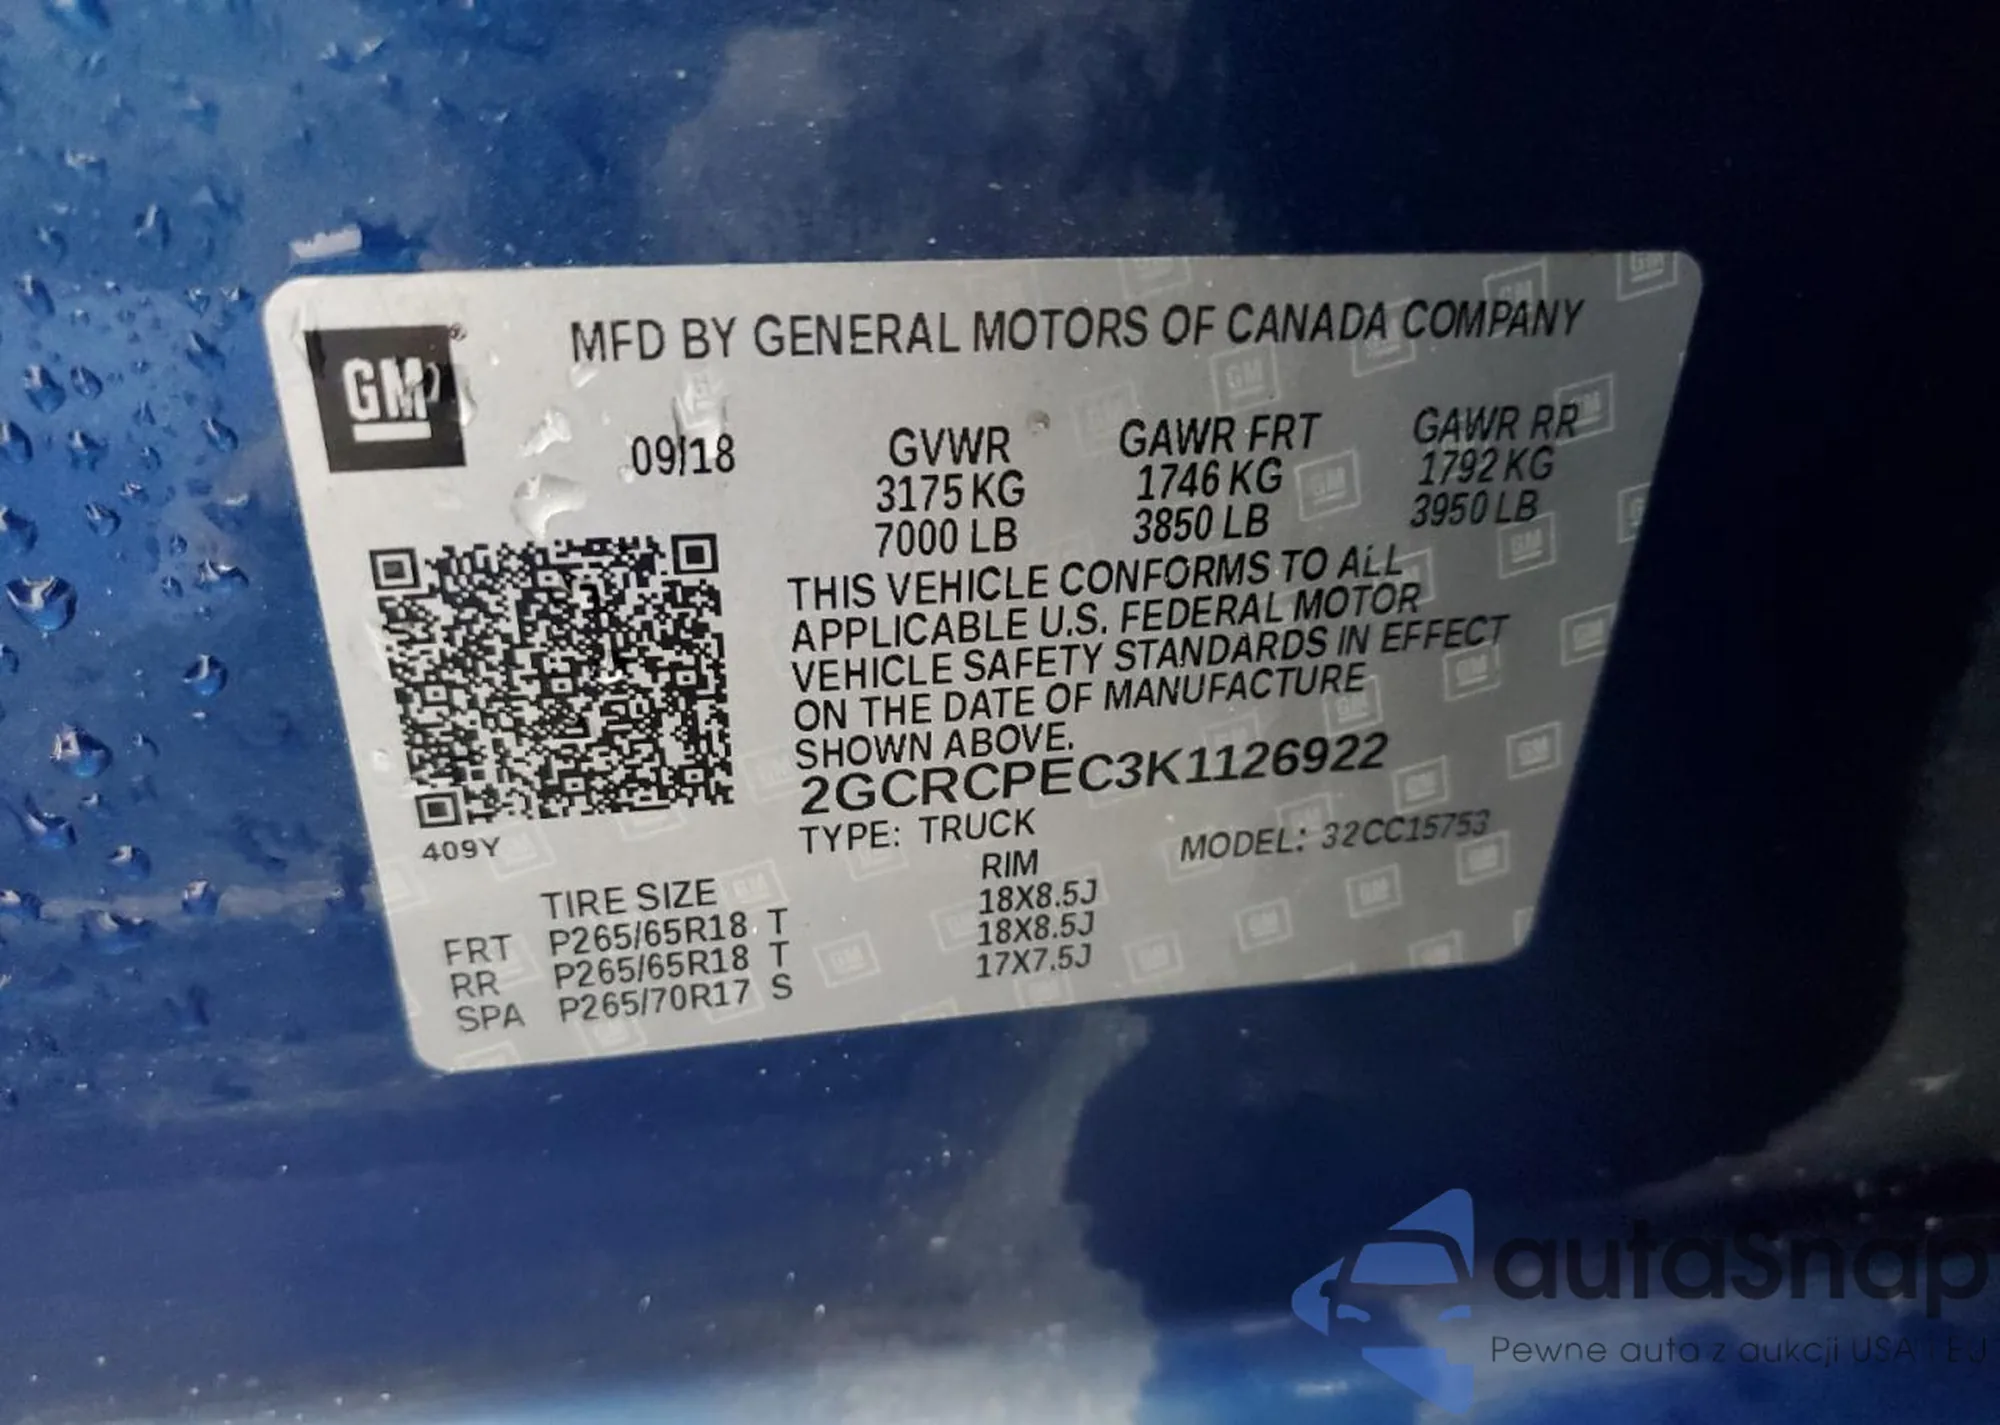 GM®
MFD BY GENERAL MOTORS OF CANADA COMPANY
09/18
GVWR
3175 KG
7000 LB
GAWR FRT
1746 KG
3850 LB
GAWR RR
1792 KG
3950 LB
THIS VEHICLE CONFORMS TO ALL
APPLICABLE U.S. FEDERAL MOTOR
VEHICLE SAFETY STANDARDS IN EFFECT
ON THE DATE OF MANUFACTURE
SHOWN ABOVE.
2GCRCPEC3K1126922
TYPE: TRUCK
MODEL: 32CC15753
409Y
TIRE SIZE RIM
FRT P265/65R18 T 18X8.5J
RR P265/65R18 T 18X8.5J
SPA P265/70R17 S 17X7.5J
autaSnap
Pewne auta z aukcji USA i EU